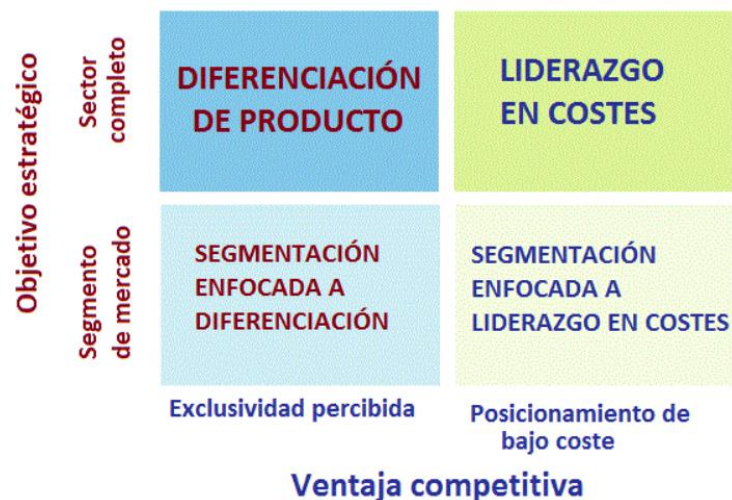 Objetivo estratégico
Sector
completo
DIFERENCIACIÓN
DE PRODUCTO
LIDERAZGO
EN COSTES
Segmento
de mercado
SEGMENTACIÓN
ENFOCADA A
DIFERENCIACIÓN
SEGMENTACIÓN
ENFOCADA A
LIDERAZGO EN COSTES
Exclusividad percibida
Posicionamiento de
bajo coste
Ventaja competitiva